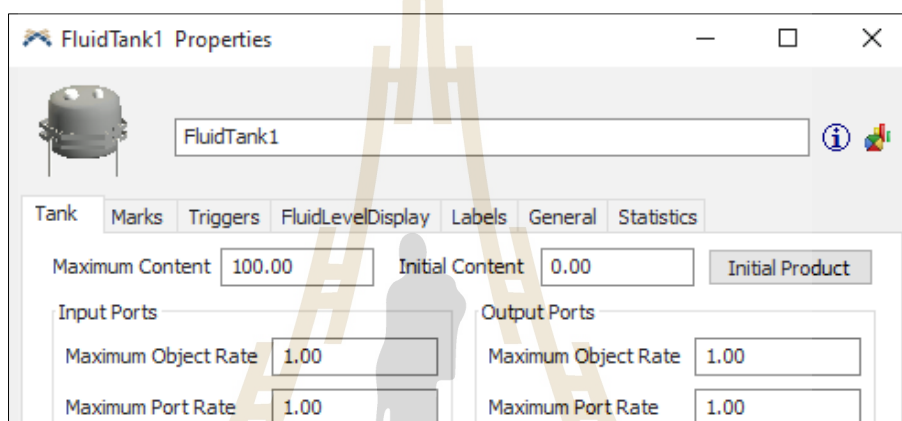 FluidTank1 Properties
FluidTank1
Tank Marks Triggers FluidLevelDisplay Labels General Statistics
Maximum Content 100.00 Initial Content 0.00 Initial Product
Input Ports Output Ports
Maximum Object Rate 1.00 Maximum Object Rate 1.00
Maximum Port Rate 1.00 Maximum Port Rate 1.00